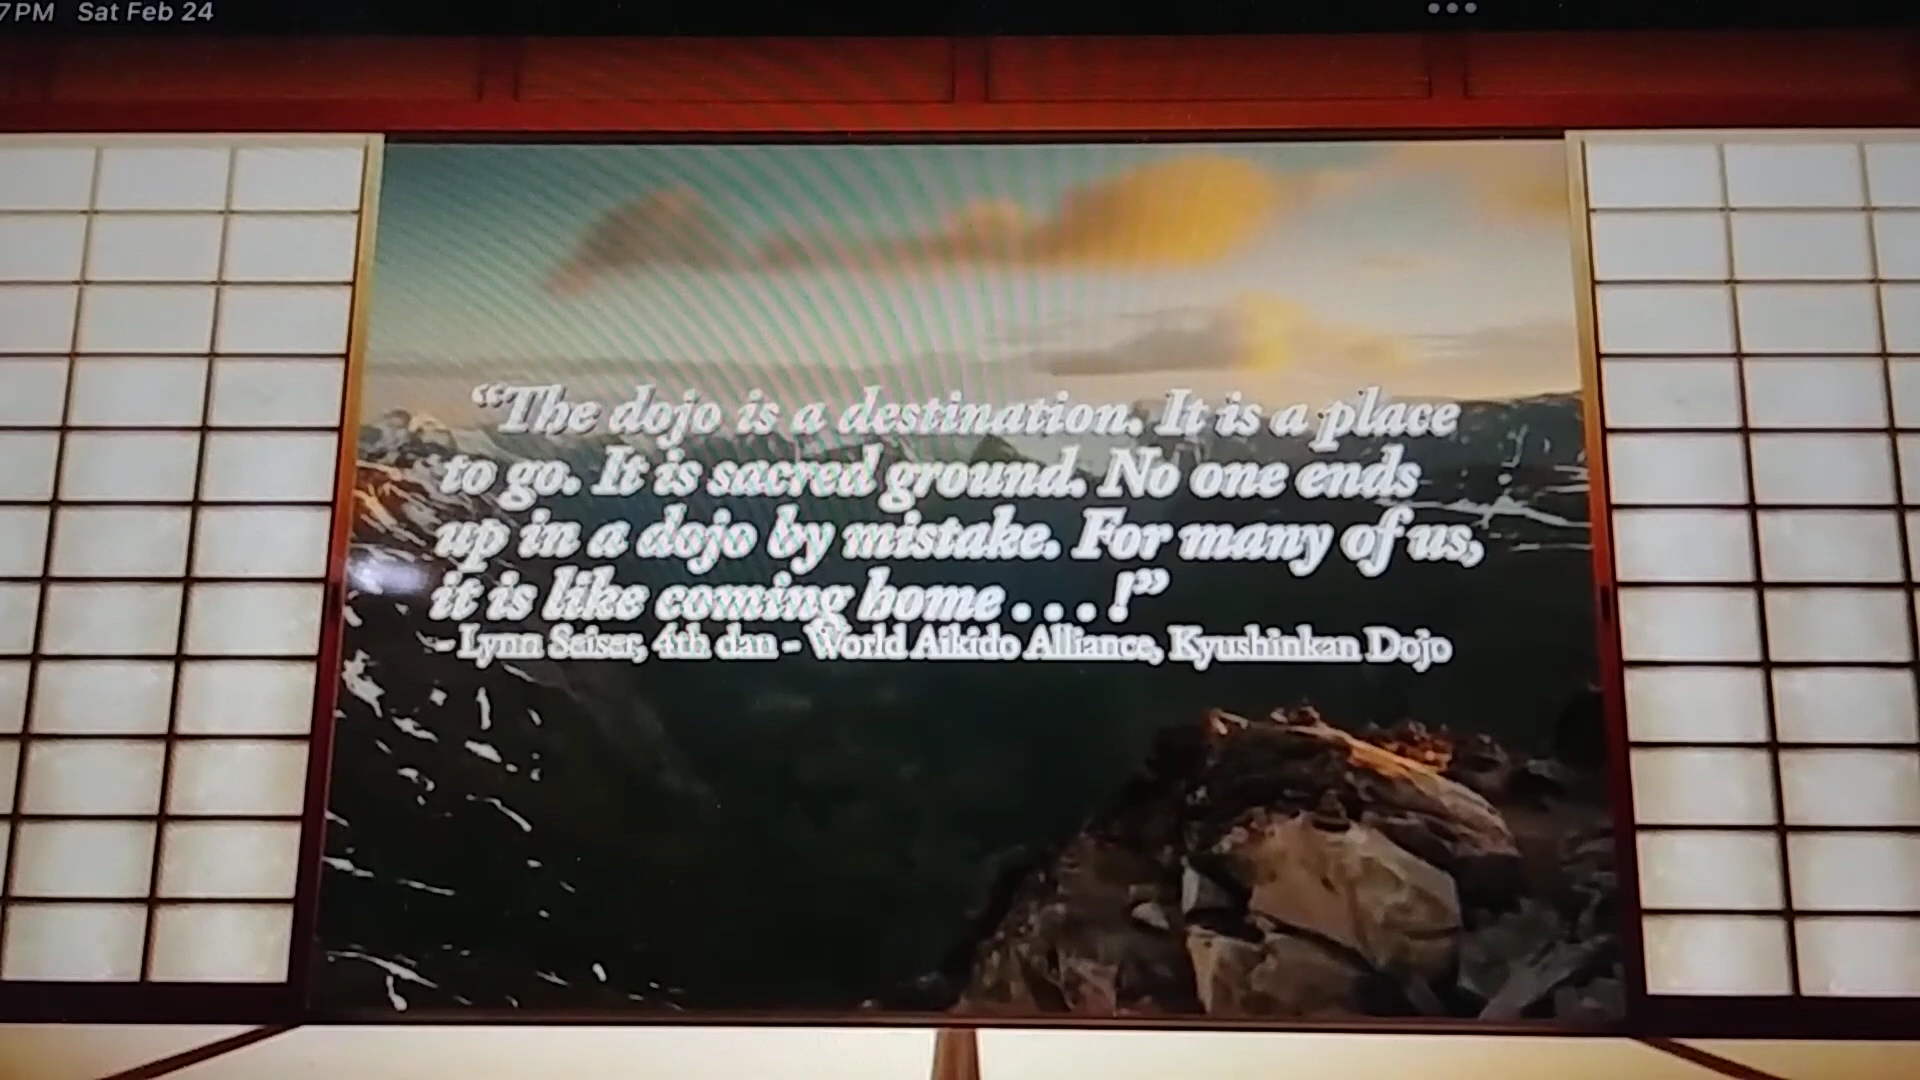 7PM Sat Feb 24
“The dojo is a destination. It is a place
to go. It is sacred ground. No one ends
up in a dojo by mistake. For many of us,
it is like coming home . . . !”
- Lynn Seiser, 4th dan - World Aikido Alliance, Kyushinkan Dojo